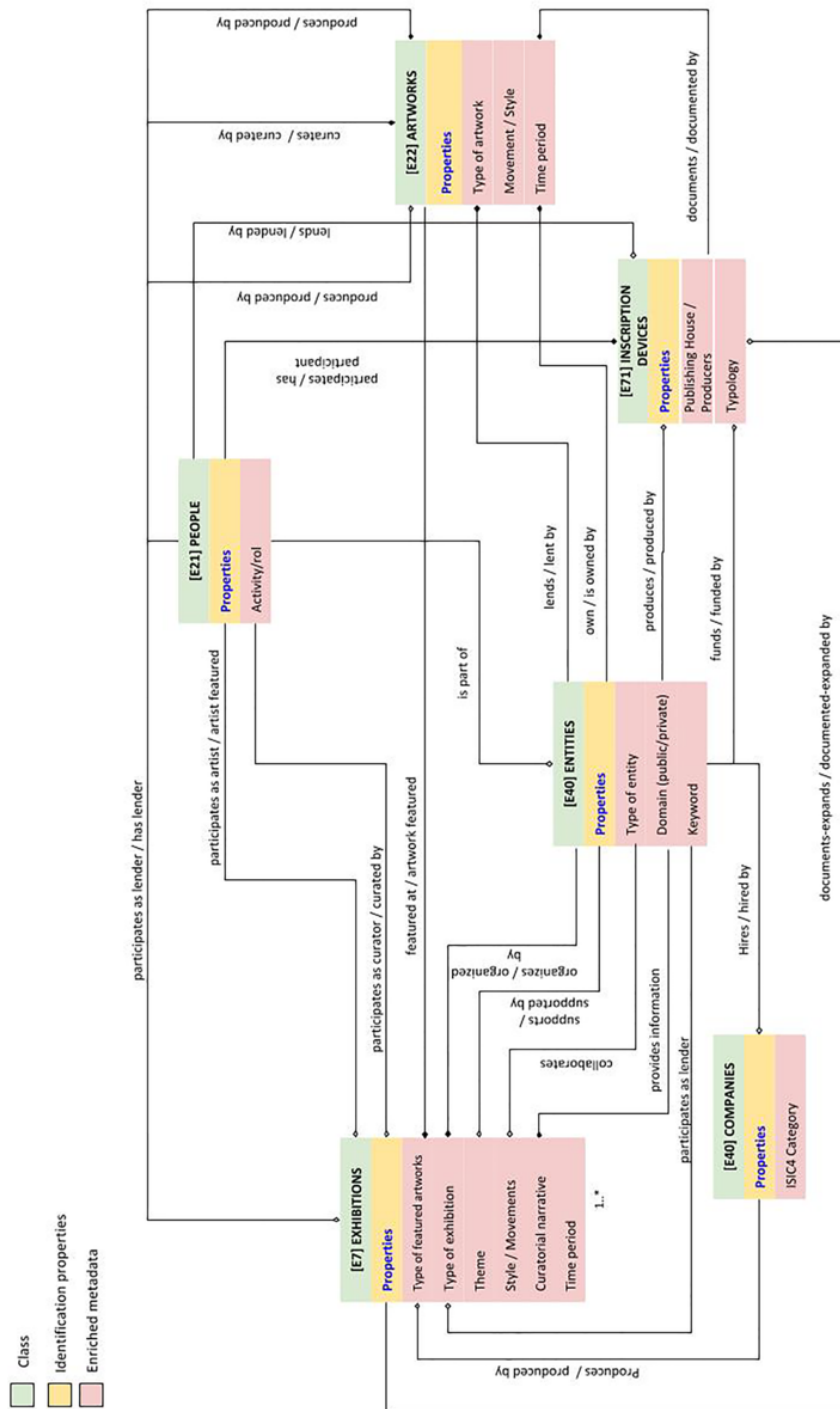 Class
Identification properties
Enriched metadata
[E7] EXHIBITIONS
Properties
Type of featured artworks
Type of exhibition
Theme
Style / Movements
Curatorial narrative
Time period
1..*
[E21] PEOPLE
Properties
Activity/rol
[E22] ARTWORKS
Properties
Type of artwork
Movement / Style
Time period
[E40] ENTITIES
Properties
Type of entity
Domain (public/private)
Keyword
[E71] INSCRIPTION
DEVICES
Properties
Publishing House /
Producers
Typology
[E40] COMPANIES
Properties
ISIC4 Category
participates as lender / has lender
participates as artist / artist featured
participates as curator / curated by
featured at / artwork featured
is part of
organizes / organized
by
supports /
supported by
collaborates
provides information
participates as lender
Produces / produced by
Hires / hired by
documents-expands / documented-expanded by
funds / funded by
produces / produced by
own / is owned by
lends / lent by
participates / has
participant
lends / lended by
produces / produced by
curates / curated by
produces / produced by
documents / documented by